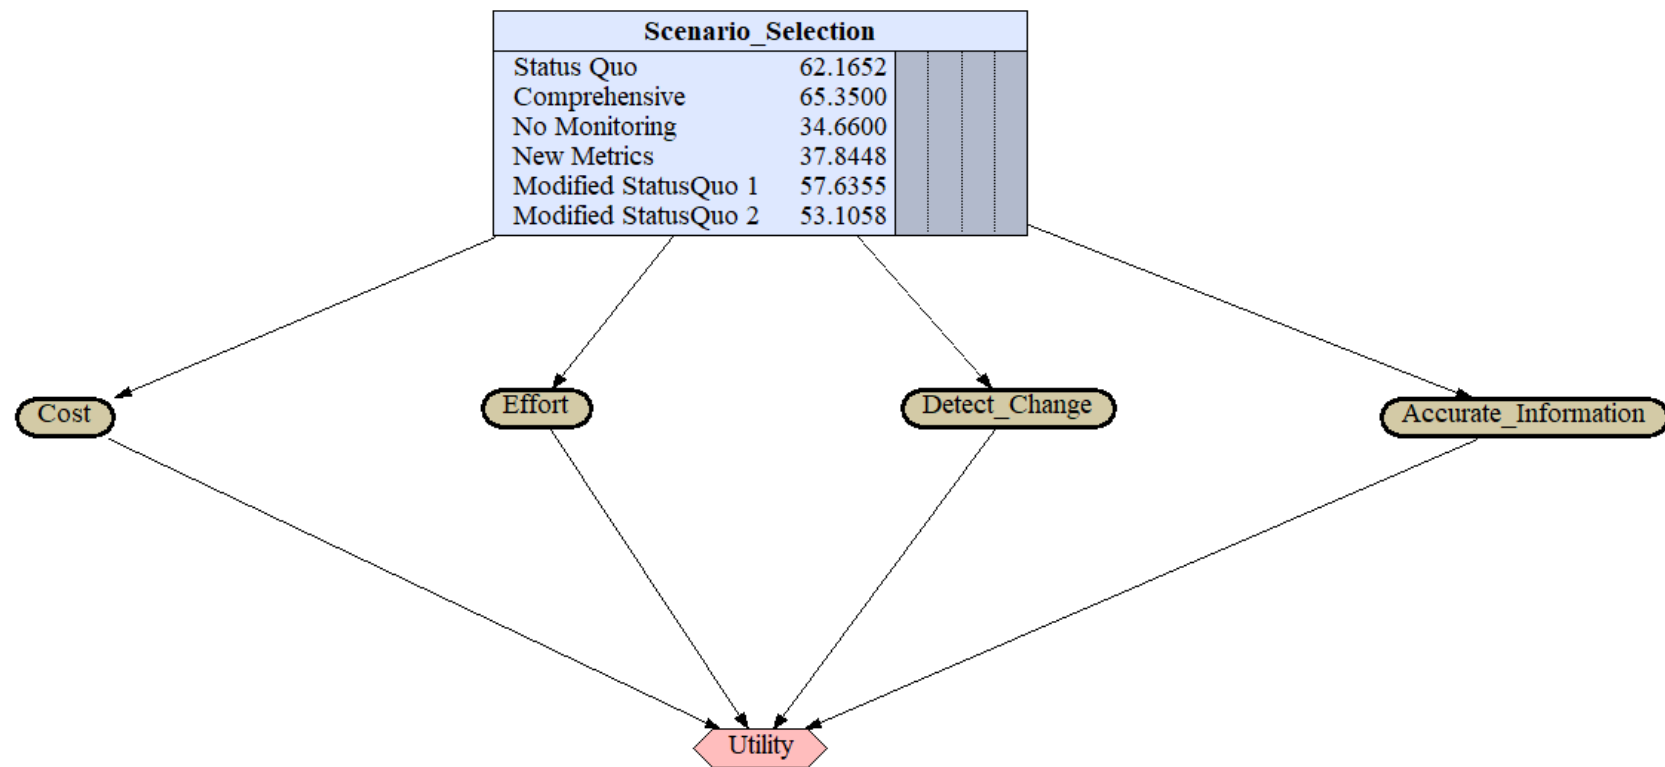 Scenario_Selection
Status Quo 62.1652
Comprehensive 65.3500
No Monitoring 34.6600
New Metrics 37.8448
Modified StatusQuo 1 57.6355
Modified StatusQuo 2 53.1058
Cost
Effort
Detect_Change
Accurate_Information
Utility